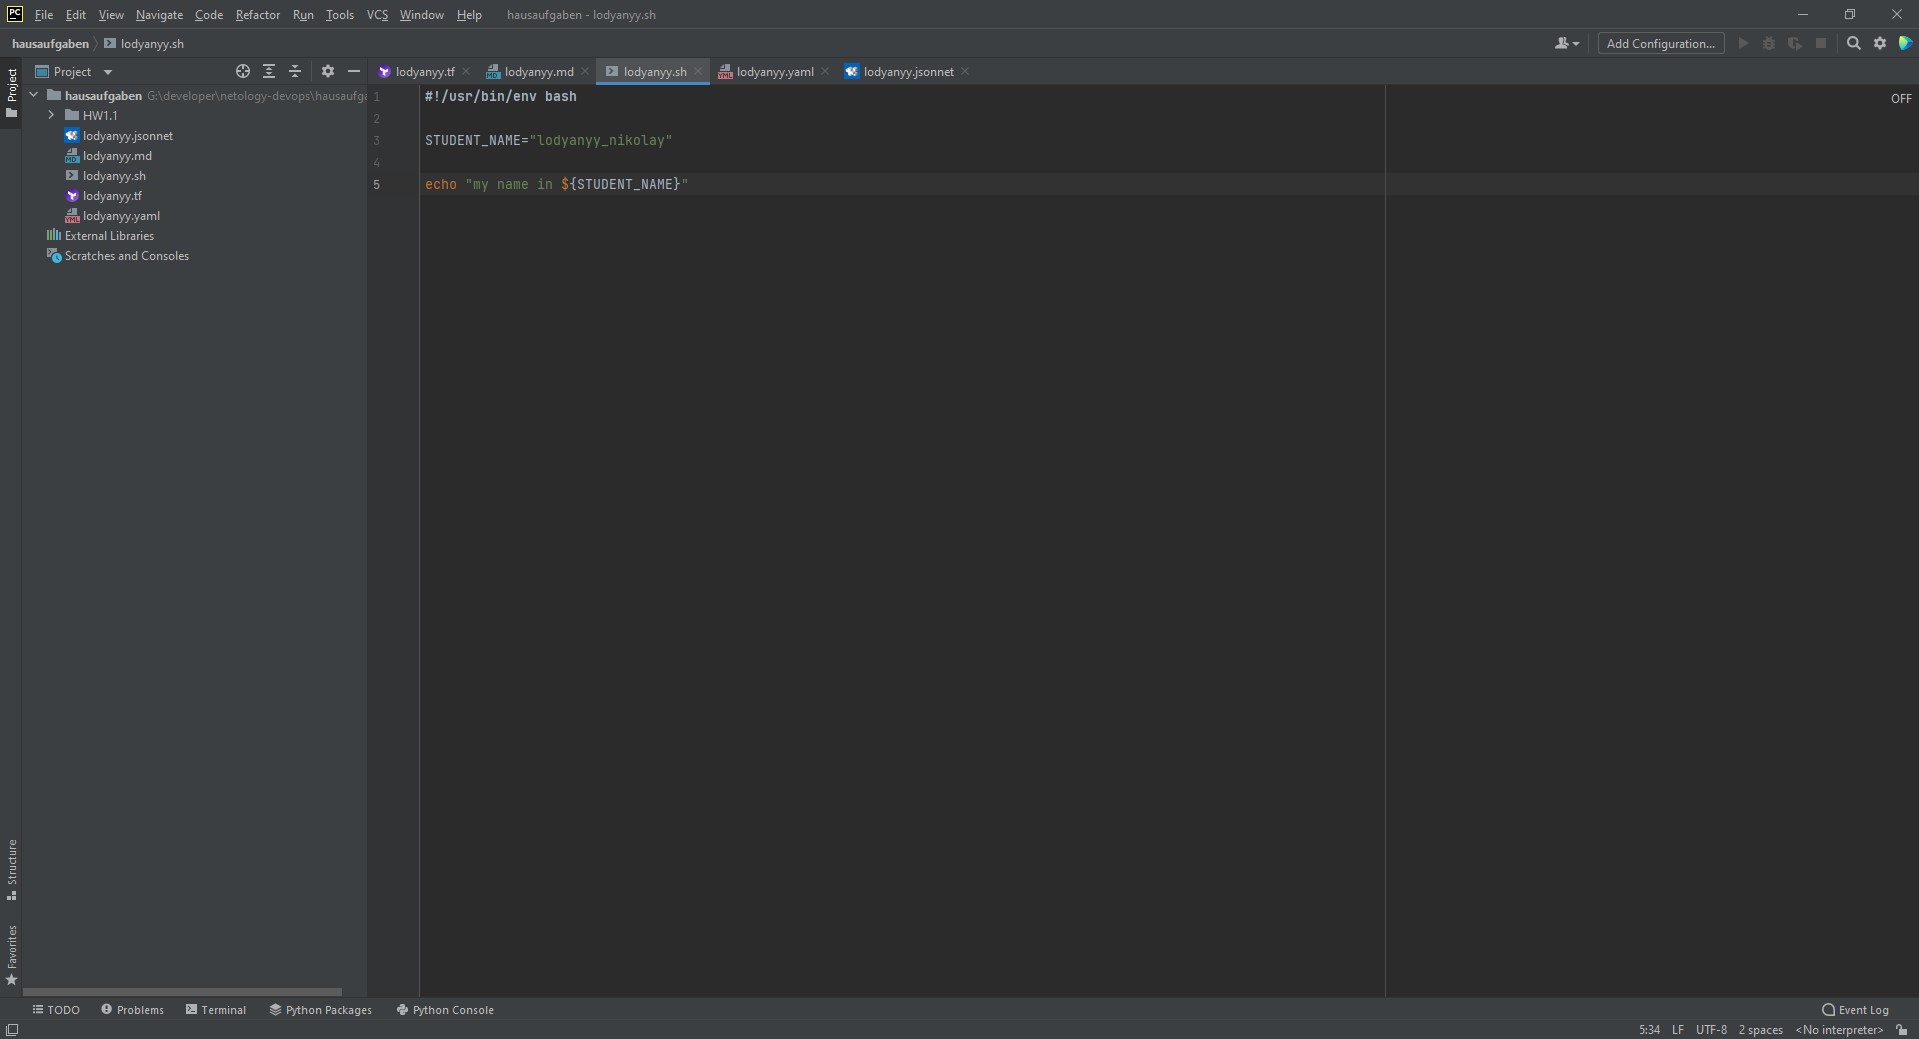 PC File Edit View Navigate Code Refactor Run Tools VCS Window Help hausaufgaben - lodyanyy.sh
hausaufgaben lodyanyy.sh Add Configuration...
Project lodyanyy.tf lodyanyy.md lodyanyy.sh lodyanyy.yaml lodyanyy.jsonnet
Project
hausaufgaben G:\developer\netology-devops\hausaufga
HW1.1
lodyanyy.jsonnet
lodyanyy.md
lodyanyy.sh
lodyanyy.tf
lodyanyy.yaml
External Libraries
Scratches and Consoles
1 #!/usr/bin/env bash
2
3 STUDENT_NAME="lodyanyy_nikolay"
4
5 echo "my name in ${STUDENT_NAME}"
OFF
Structure
Favorites
TODO Problems Terminal Python Packages Python Console Event Log
5:34 LF UTF-8 2 spaces <No interpreter>